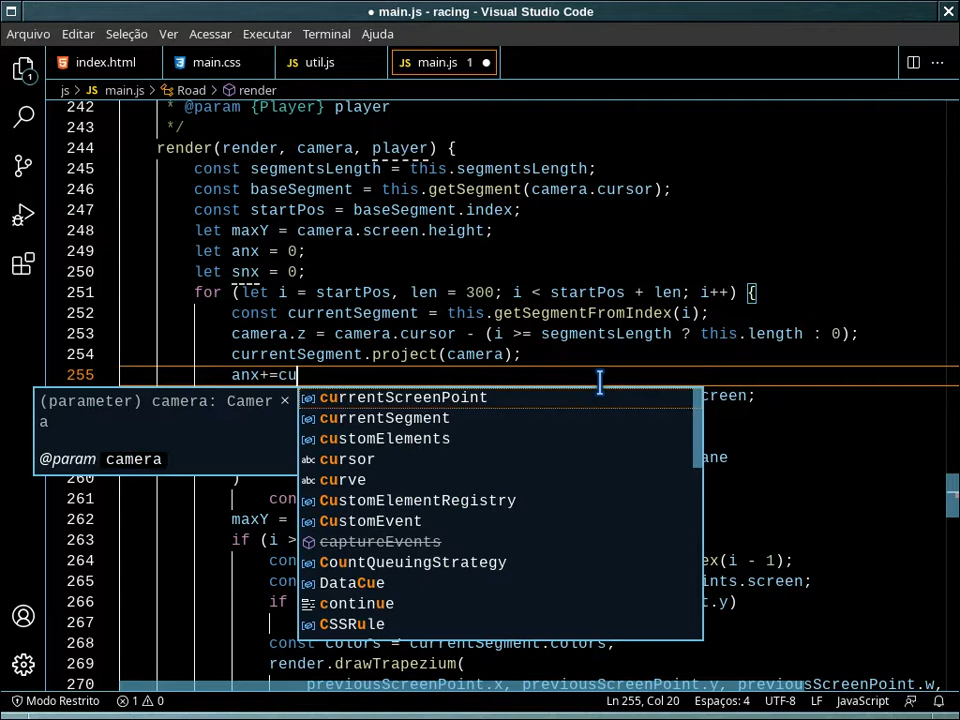 ● main.js - racing - Visual Studio Code
Arquivo Editar Seleção Ver Acessar Executar Terminal Ajuda
index.html main.css util.js main.js 1 ●
js > main.js > Road > render
242 * @param {Player} player
243 */
244 render(render, camera, player) {
245 const segmentsLength = this.segmentsLength;
246 const baseSegment = this.getSegment(camera.cursor);
247 const startPos = baseSegment.index;
248 let maxY = camera.screen.height;
249 let anx = 0;
250 let snx = 0;
251 for (let i = startPos, len = 300; i < startPos + len; i++) {
252 const currentSegment = this.getSegmentFromIndex(i);
253 camera.z = camera.cursor - (i >= segmentsLength ? this.length : 0);
254 currentSegment.project(camera);
255 anx+=cu
(parameter) camera: Camer
a
@param camera
currentScreenPoint
currentSegment
customElements
cursor
curve
CustomElementRegistry
CustomEvent
captureEvents
CountQueuingStrategy
DataCue
continue
CSSRule
creen;
ane
260 )
261 con
262 maxY =
263 if (i >
264 con ex(i - 1);
265 con nts.screen;
266 if t.y)
267
268 const colors = currentSegment.colors;
269 render.drawTrapezium(
270 previousScreenPoint.x, previousScreenPoint.y, previousScreenPoint.w,
1
Modo Restrito 1 0 Ln 255, Col 20 Espaços: 4 UTF-8 LF JavaScript